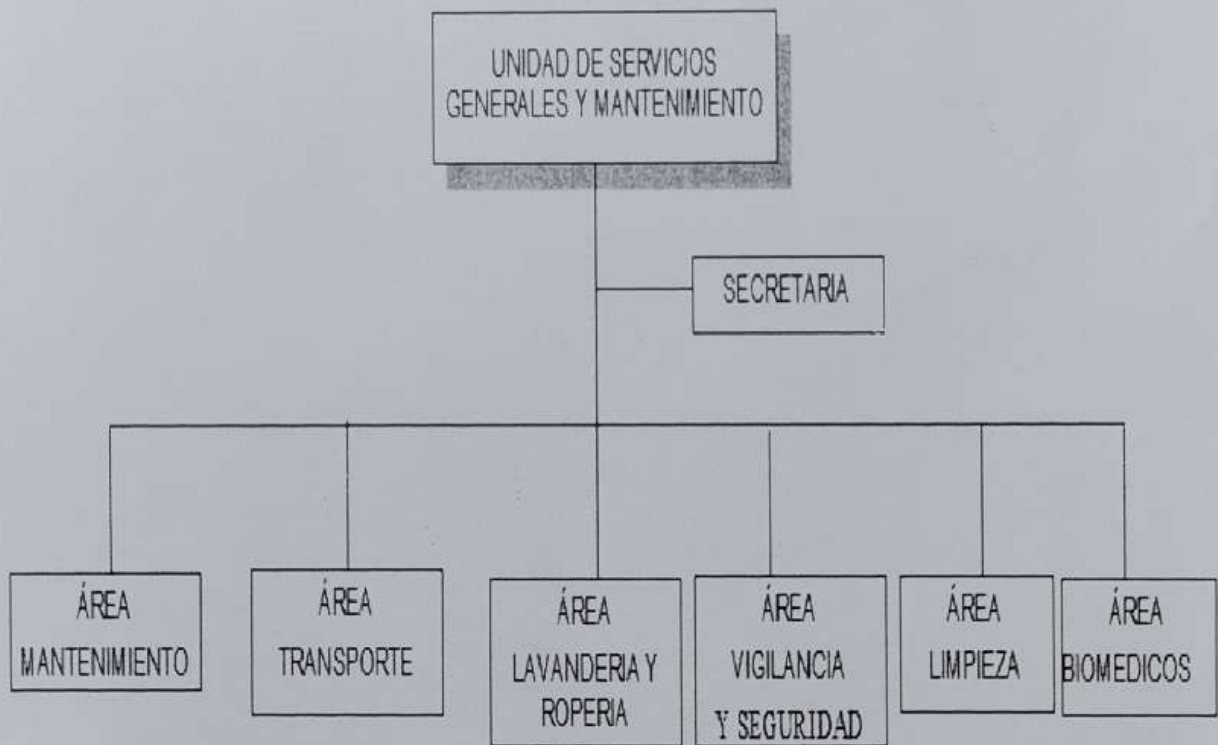 UNIDAD DE SERVICIOS
GENERALES Y MANTENIMIENTO
SECRETARIA
ÁREA
MANTENIMIENTO
ÁREA
TRANSPORTE
ÁREA
LAVANDERIA Y
ROPERIA
ÁREA
VIGILANCIA
Y SEGURIDAD
ÁREA
LIMPIEZA
ÁREA
BIOMEDICOS